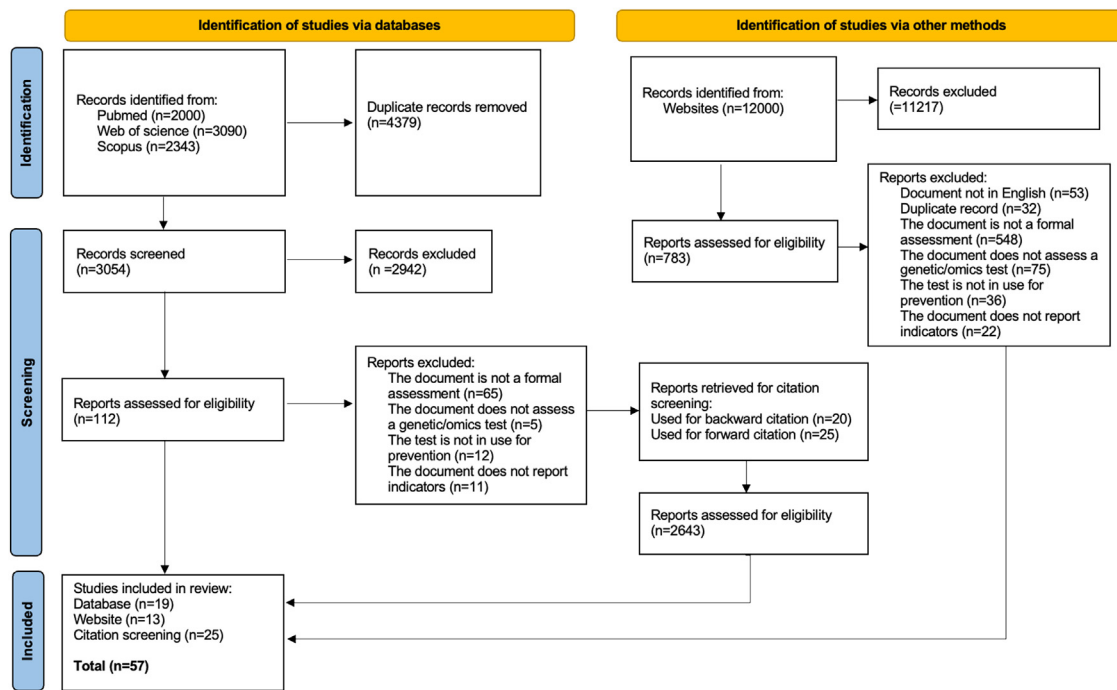 Identification of studies via databases
Identification of studies via other methods
Identification
Records identified from:
Pubmed (n=2000)
Web of science (n=3090)
Scopus (n=2343)
Duplicate records removed
(n=4379)
Records identified from:
Websites (n=12000)
Records excluded
(=11217)
Reports excluded:
Document not in English (n=53)
Duplicate record (n=32)
The document is not a formal
assessment (n=548)
The document does not assess a
genetic/omics test (n=75)
The test is not in use for
prevention (n=36)
The document does not report
indicators (n=22)
Reports assessed for eligibility
(n=783)
Screening
Records screened
(n=3054)
Records excluded
(n =2942)
Reports assessed for eligibility
(n=112)
Reports excluded:
The document is not a formal
assessment (n=65)
The document does not assess
a genetic/omics test (n=5)
The test is not in use for
prevention (n=12)
The document does not report
indicators (n=11)
Reports retrieved for citation
screening:
Used for backward citation (n=20)
Used for forward citation (n=25)
Reports assessed for eligibility
(n=2643)
Included
Studies included in review:
Database (n=19)
Website (n=13)
Citation screening (n=25)
Total (n=57)